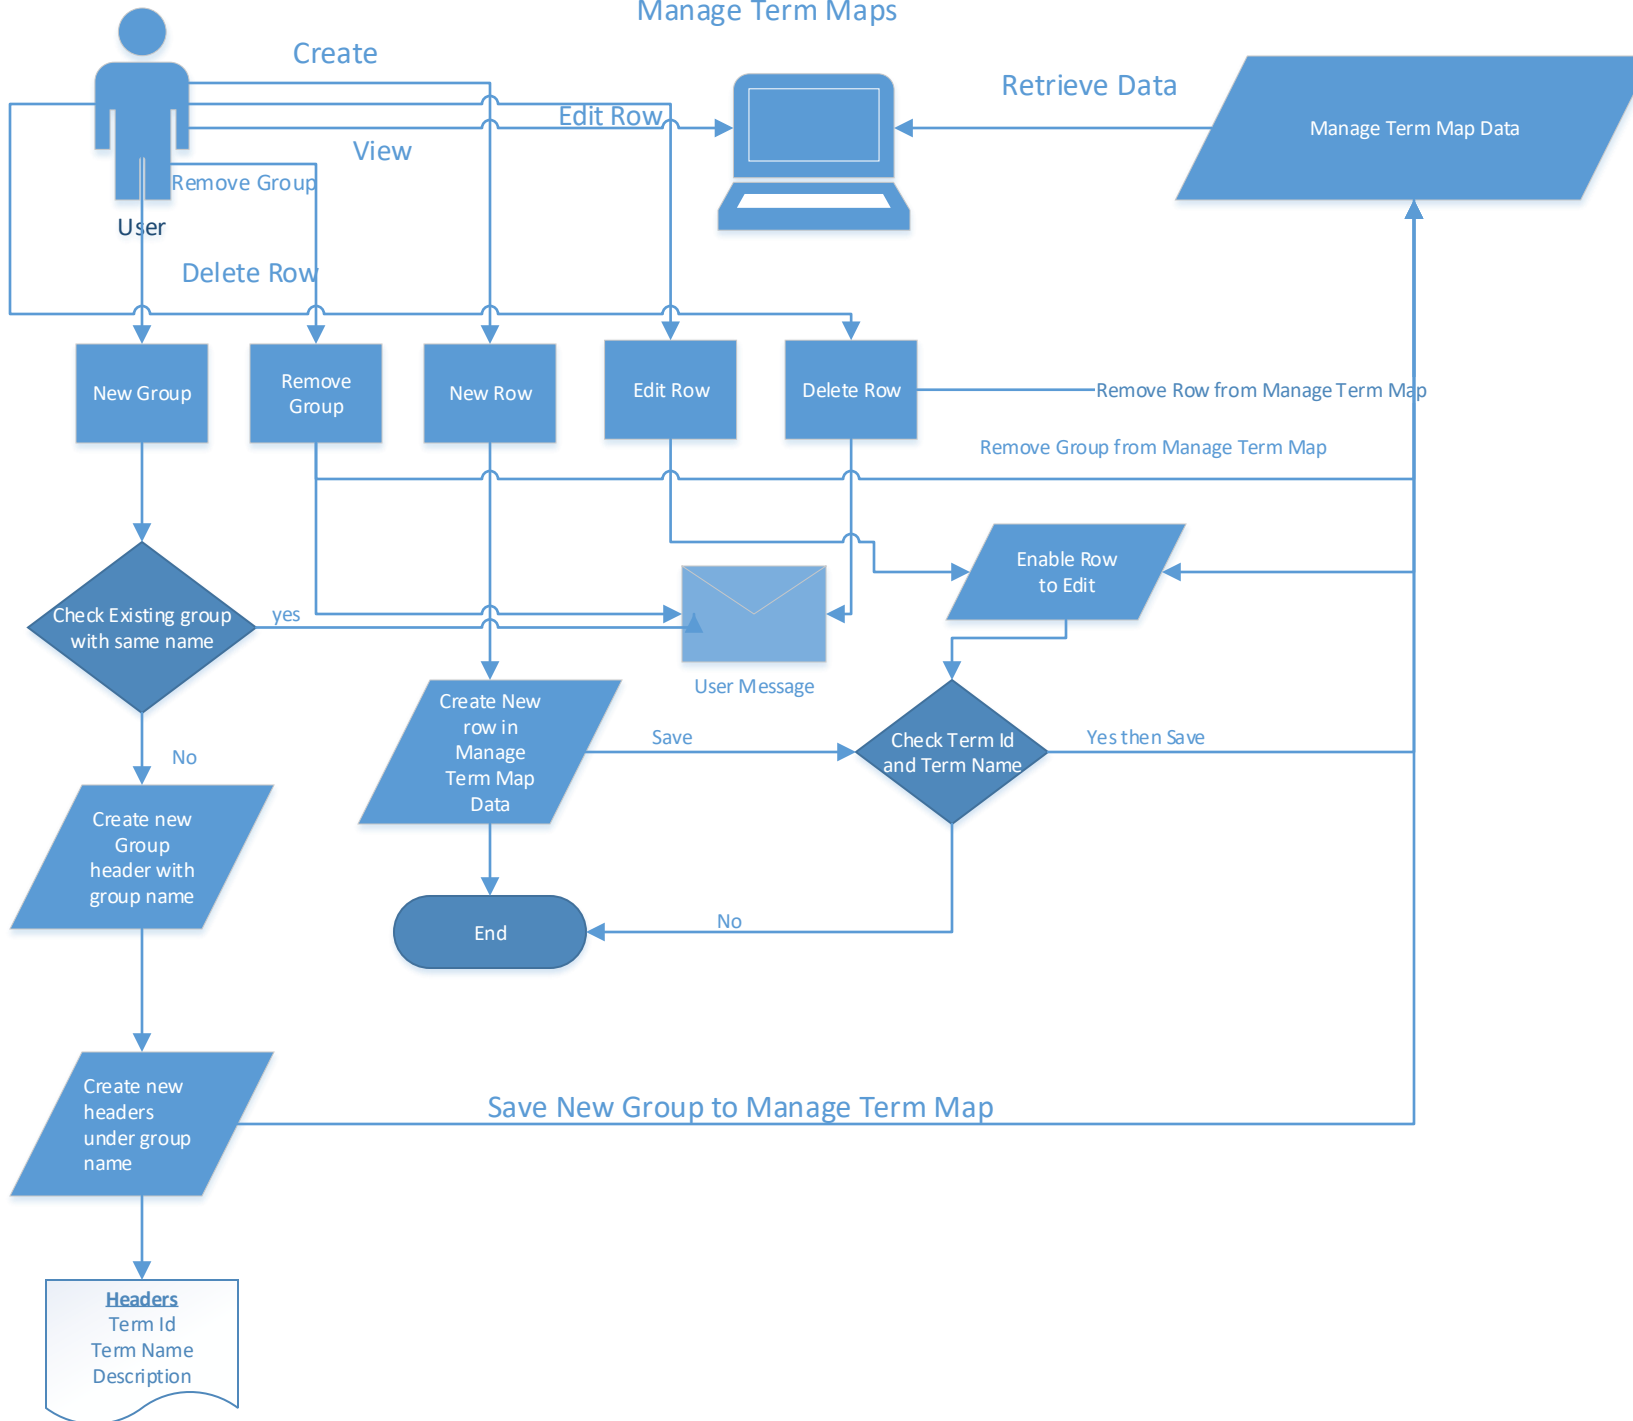 Manage Term Maps
Create
Retrieve Data
Edit Row
Manage Term Map Data
View
Remove Group
User
Delete Row
New Group
Remove
Group
New Row
Edit Row
Delete Row
Remove Row from Manage Term Map
Remove Group from Manage Term Map
Enable Row
to Edit
Check Existing group
with same name
yes
User Message
Create New
row in
Manage
Term Map
Data
Save
Check Term Id
and Term Name
Yes then Save
No
Create new
Group
header with
group name
End
No
Create new
headers
under group
name
Save New Group to Manage Term Map
Headers
Term Id
Term Name
Description